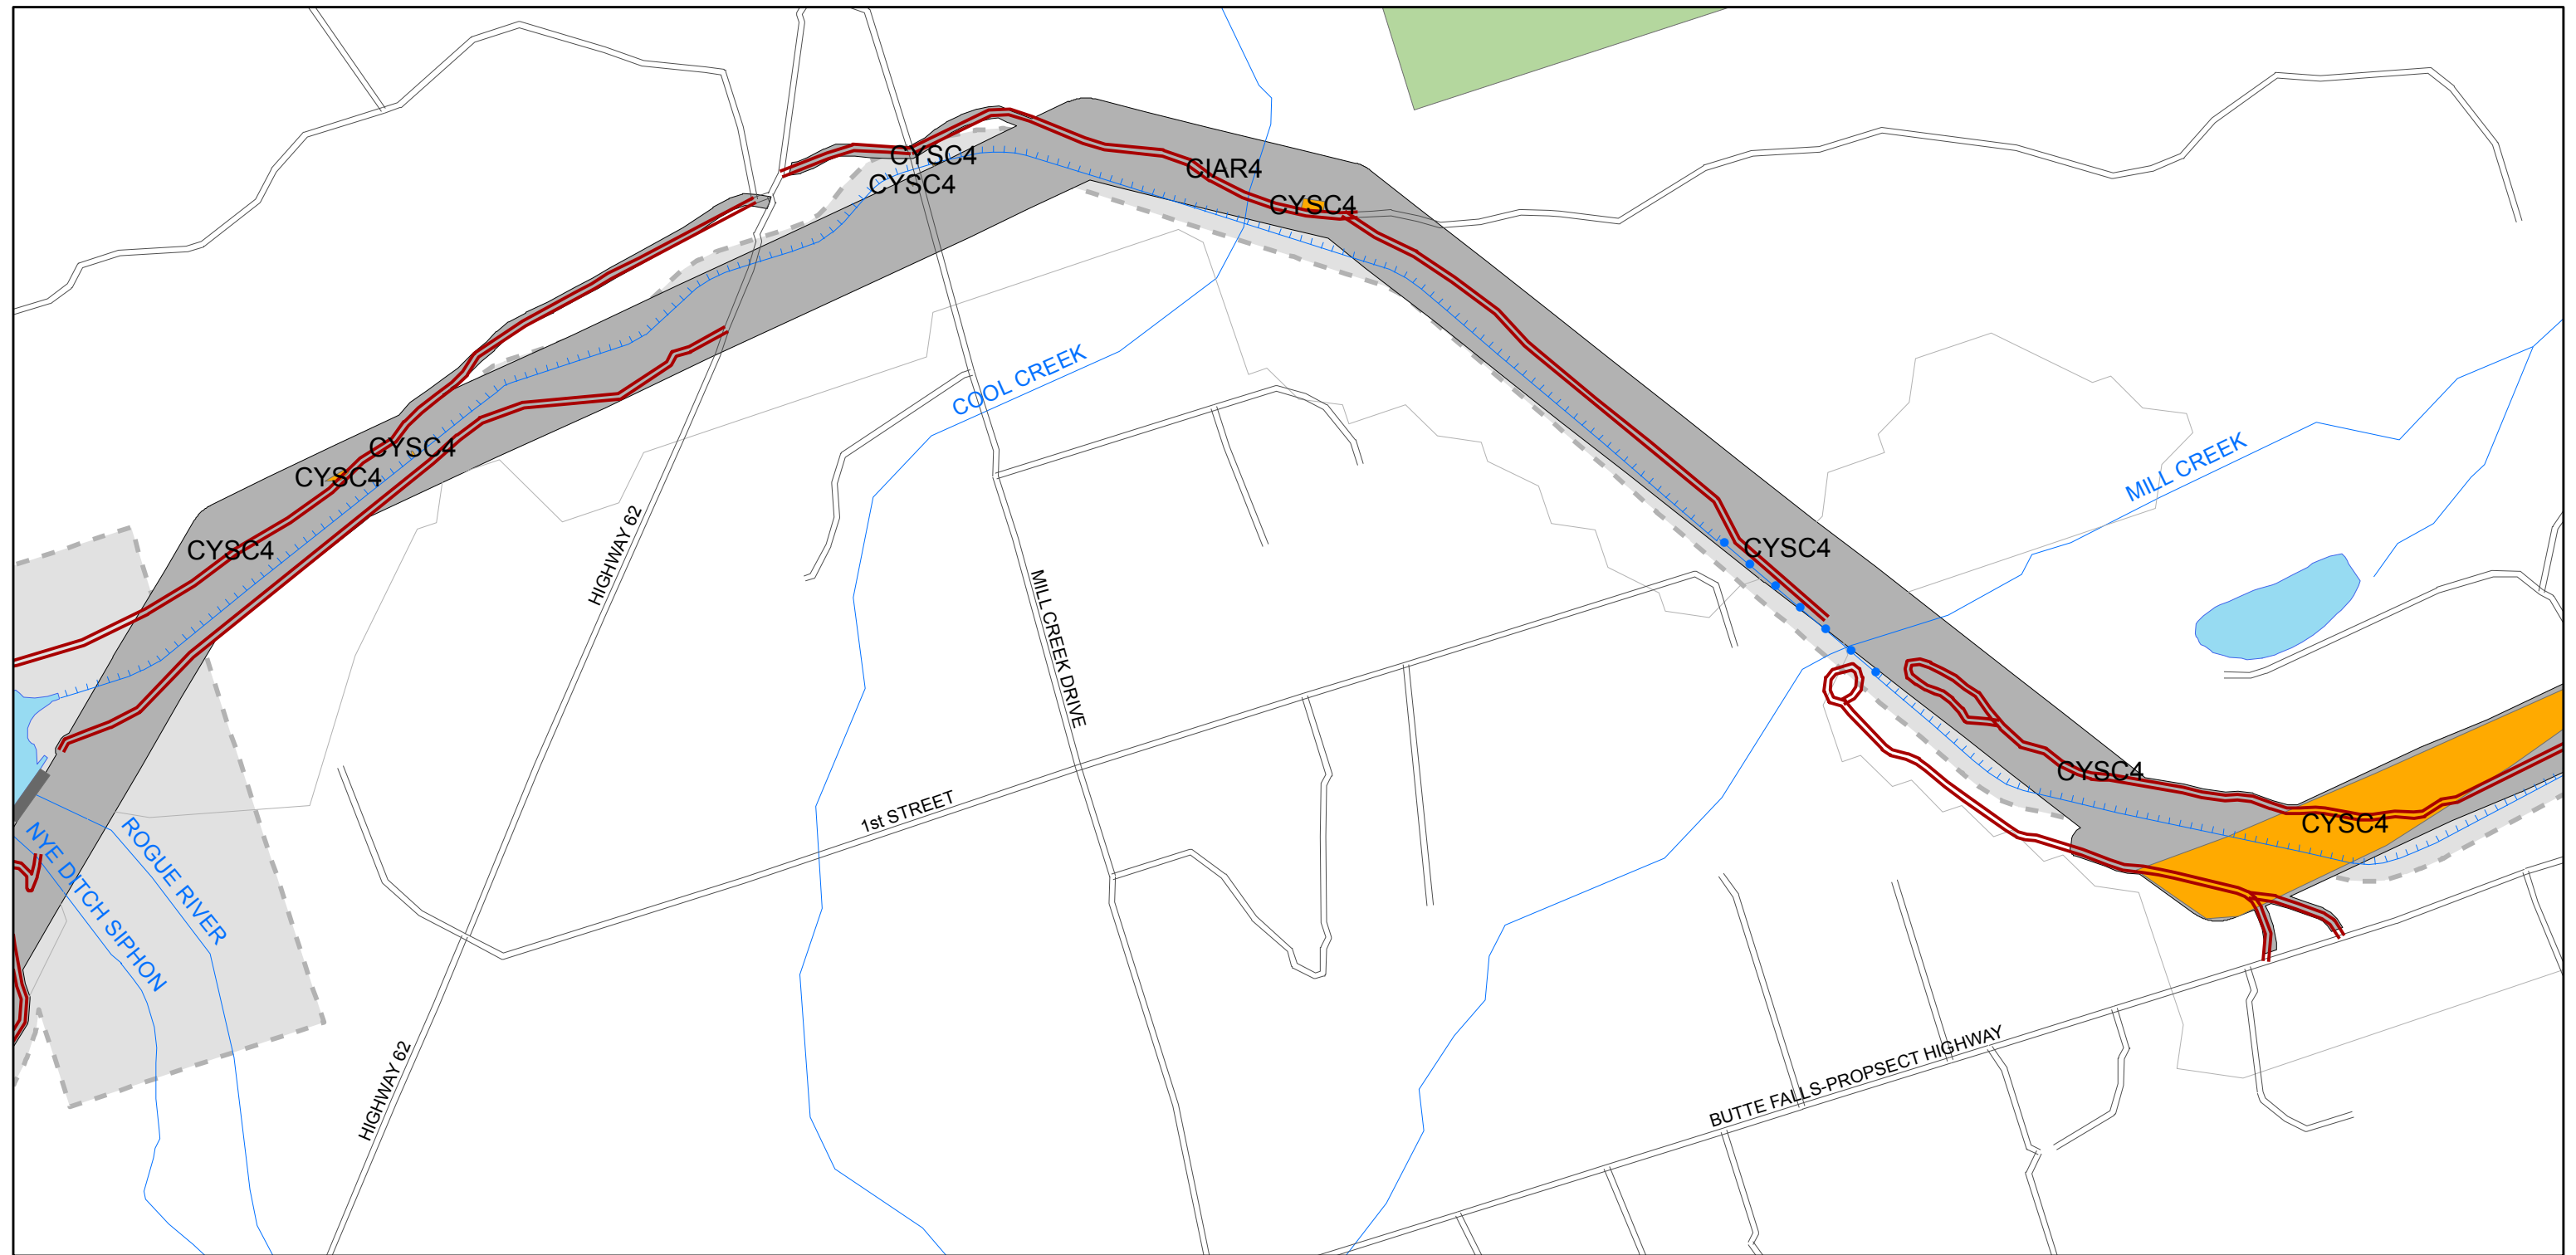 CYSC4
CYSC4
CIAR4
CYSC4
COOL CREEK
CYSC4
CYSC4
MILL CREEK
CYSC4
HIGHWAY 62
CYSC4
MILL CREEK DRIVE
CYSC4
1st STREET
CYSC4
NYE DITCH SIPHON
ROGUE RIVER
HIGHWAY 62
BUTTE FALLS-PROPSECT HIGHWAY